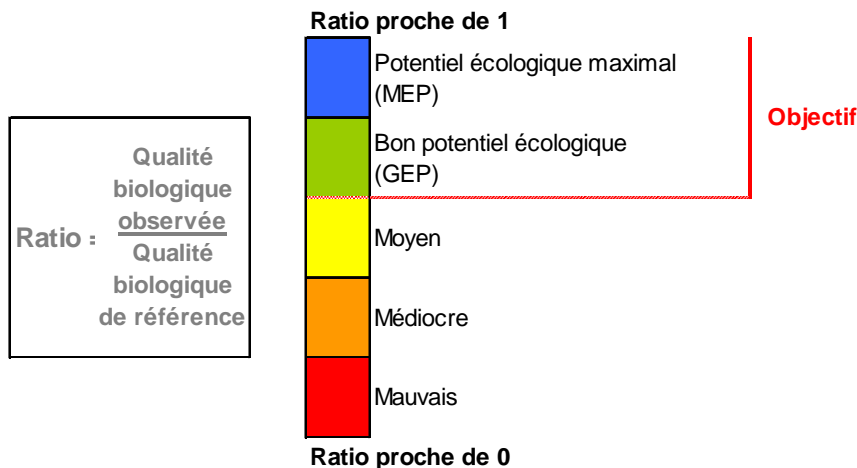 Ratio proche de 1
Potentiel écologique maximal
(MEP)
Objectif
Bon potentiel écologique
(GEP)
Qualité
biologique
observée
Ratio =
Qualité
biologique
de référence
Moyen
Médiocre
Mauvais
Ratio proche de 0